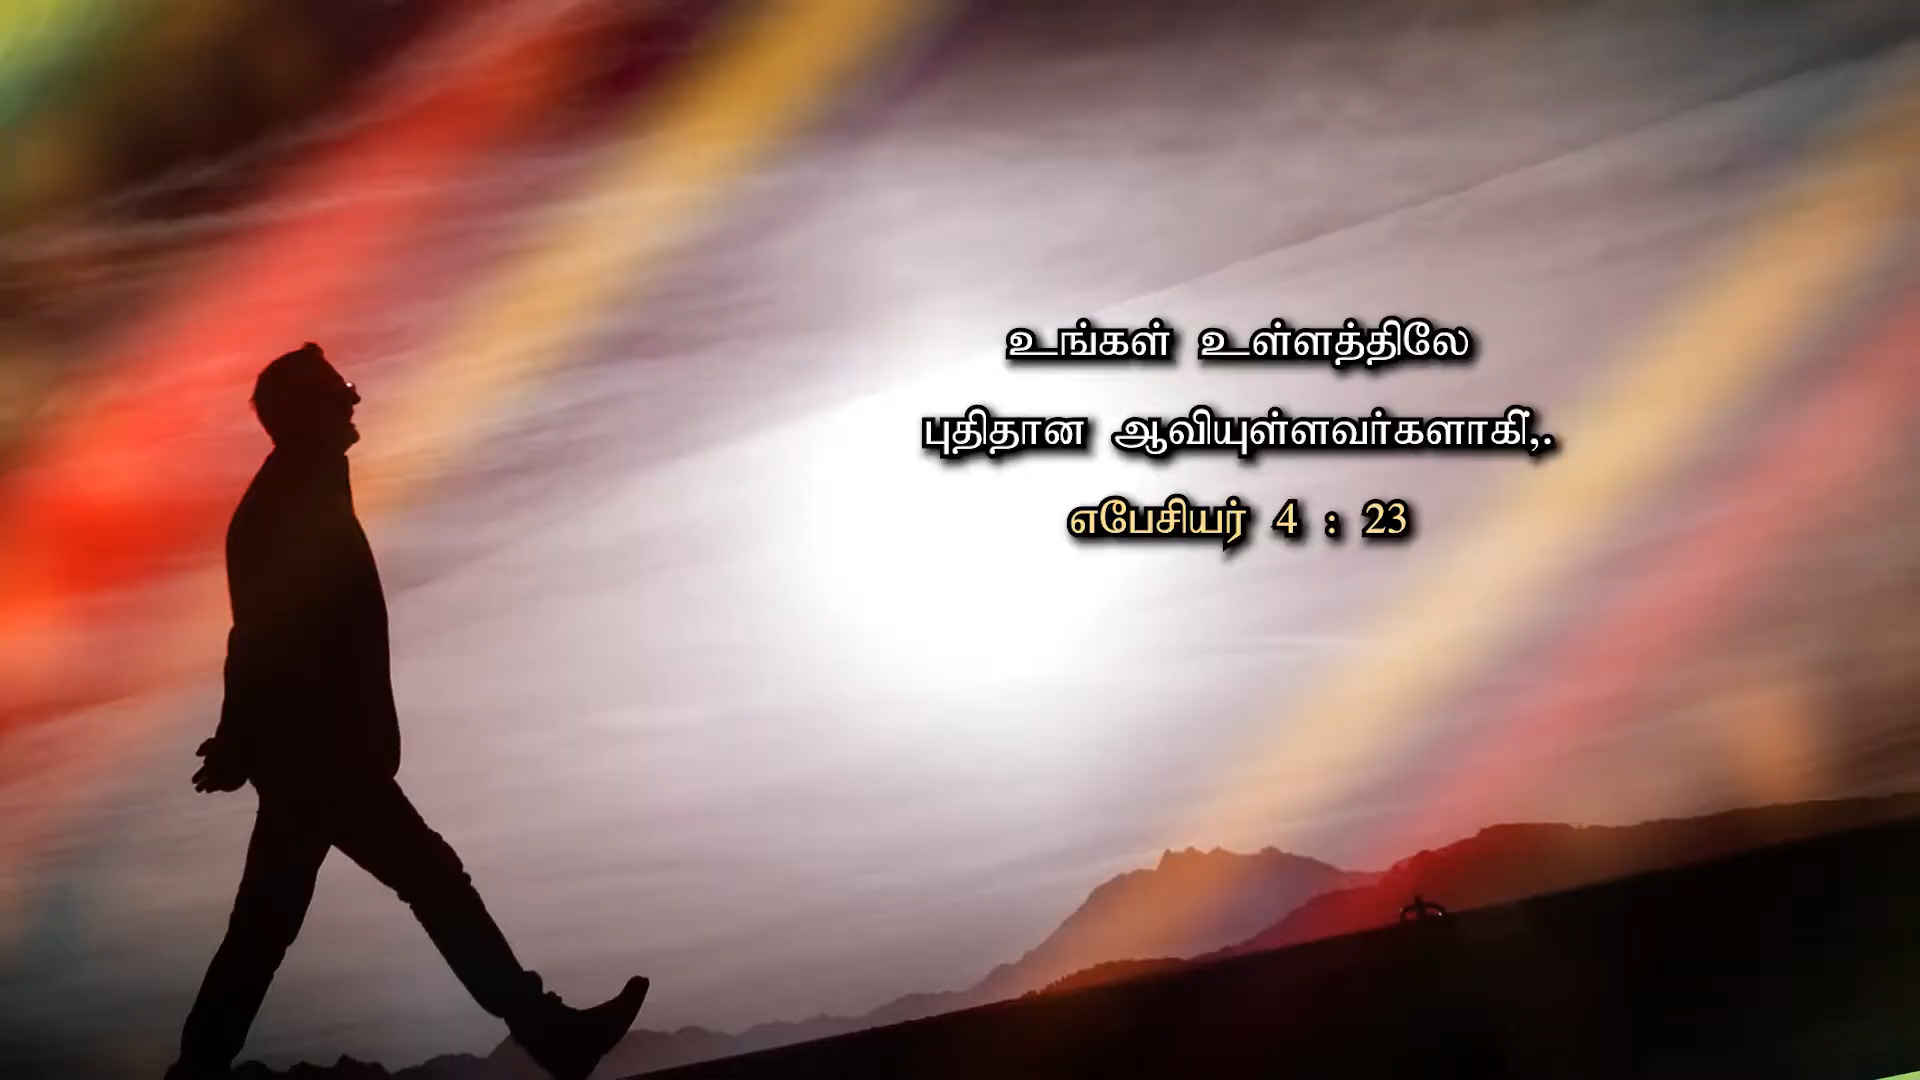 உங்கள் உள்ளத்திலே
புதிதான ஆவியுள்ளவர்களாகி,.
எபேசியர் 4 : 23